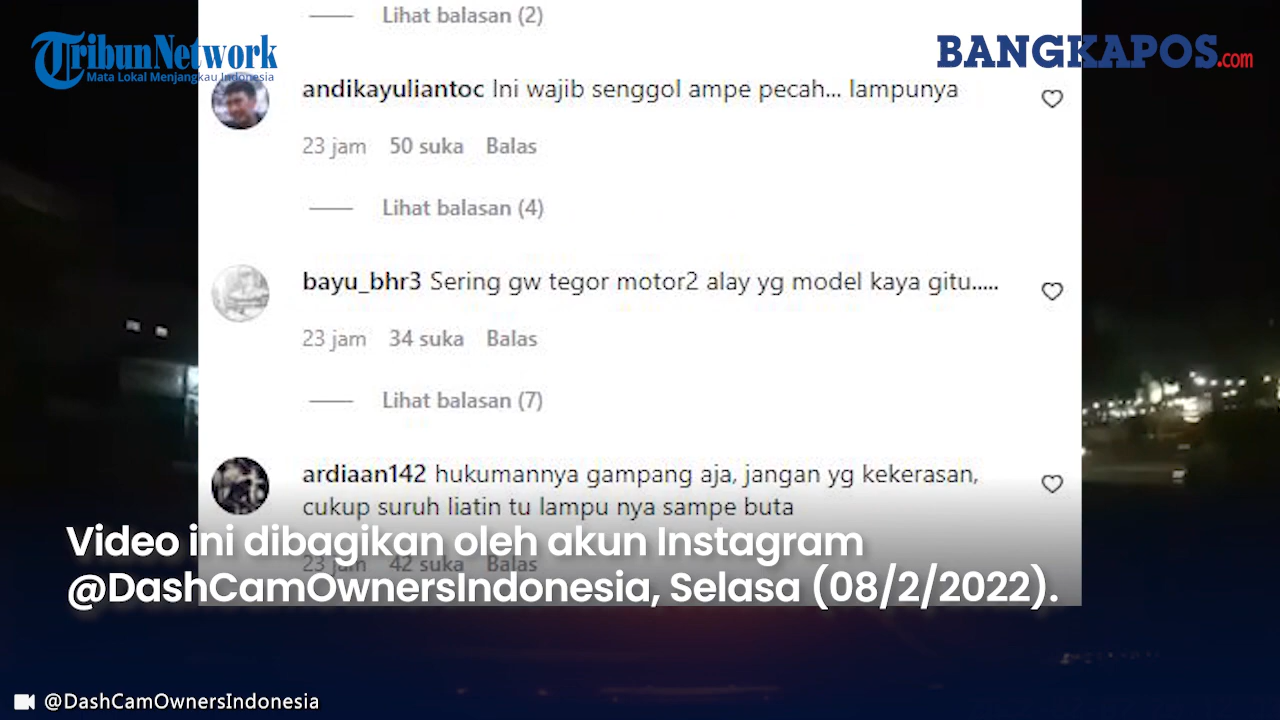 Lihat balasan (2)
TribunNetwork
Mata Lokal Menjangkau Indonesia
BANGKAPOS.com
andikayuliantoc Ini wajib senggol ampe pecah... lampunya
23 jam 50 suka Balas
Lihat balasan (4)
bayu_bhr3 Sering gw tegor motor2 alay yg model kaya gitu.....
23 jam 34 suka Balas
Lihat balasan (7)
ardiaan142 hukumannya gampang aja, jangan yg kekerasan,
cukup suruh liatin tu lampu nya sampe buta
23 jam 42 suka Balas
Video ini dibagikan oleh akun Instagram
@DashCamOwnersIndonesia, Selasa (08/2/2022).
@DashCamOwnersIndonesia